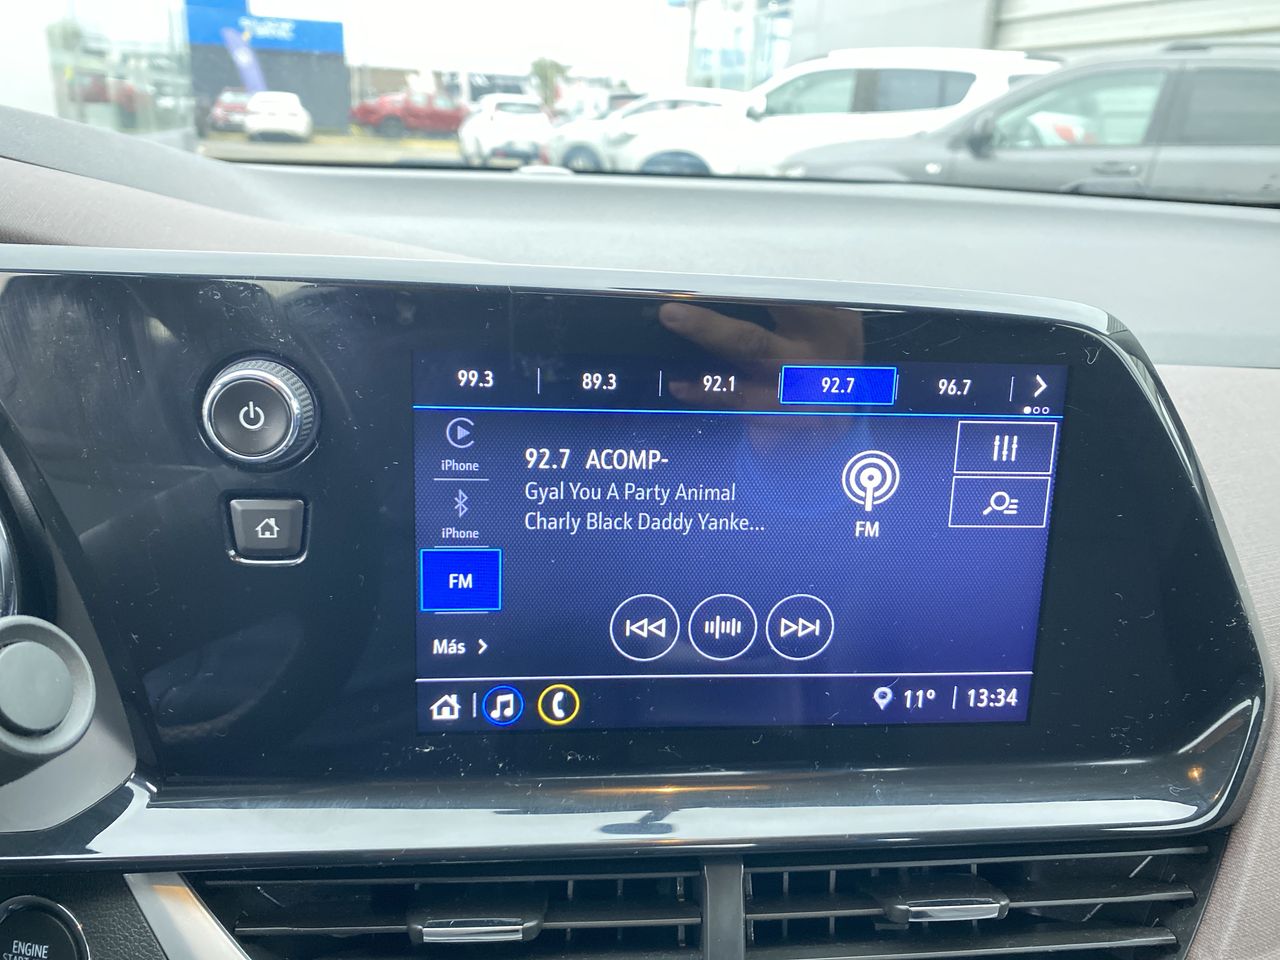 99.3
89.3
92.1
92.7
96.7
iPhone
92.7 ACOMP-
Gyal You A Party Animal
Charly Black Daddy Yanke...
FM
iPhone
FM
Más
11°
13:34
ENGINE